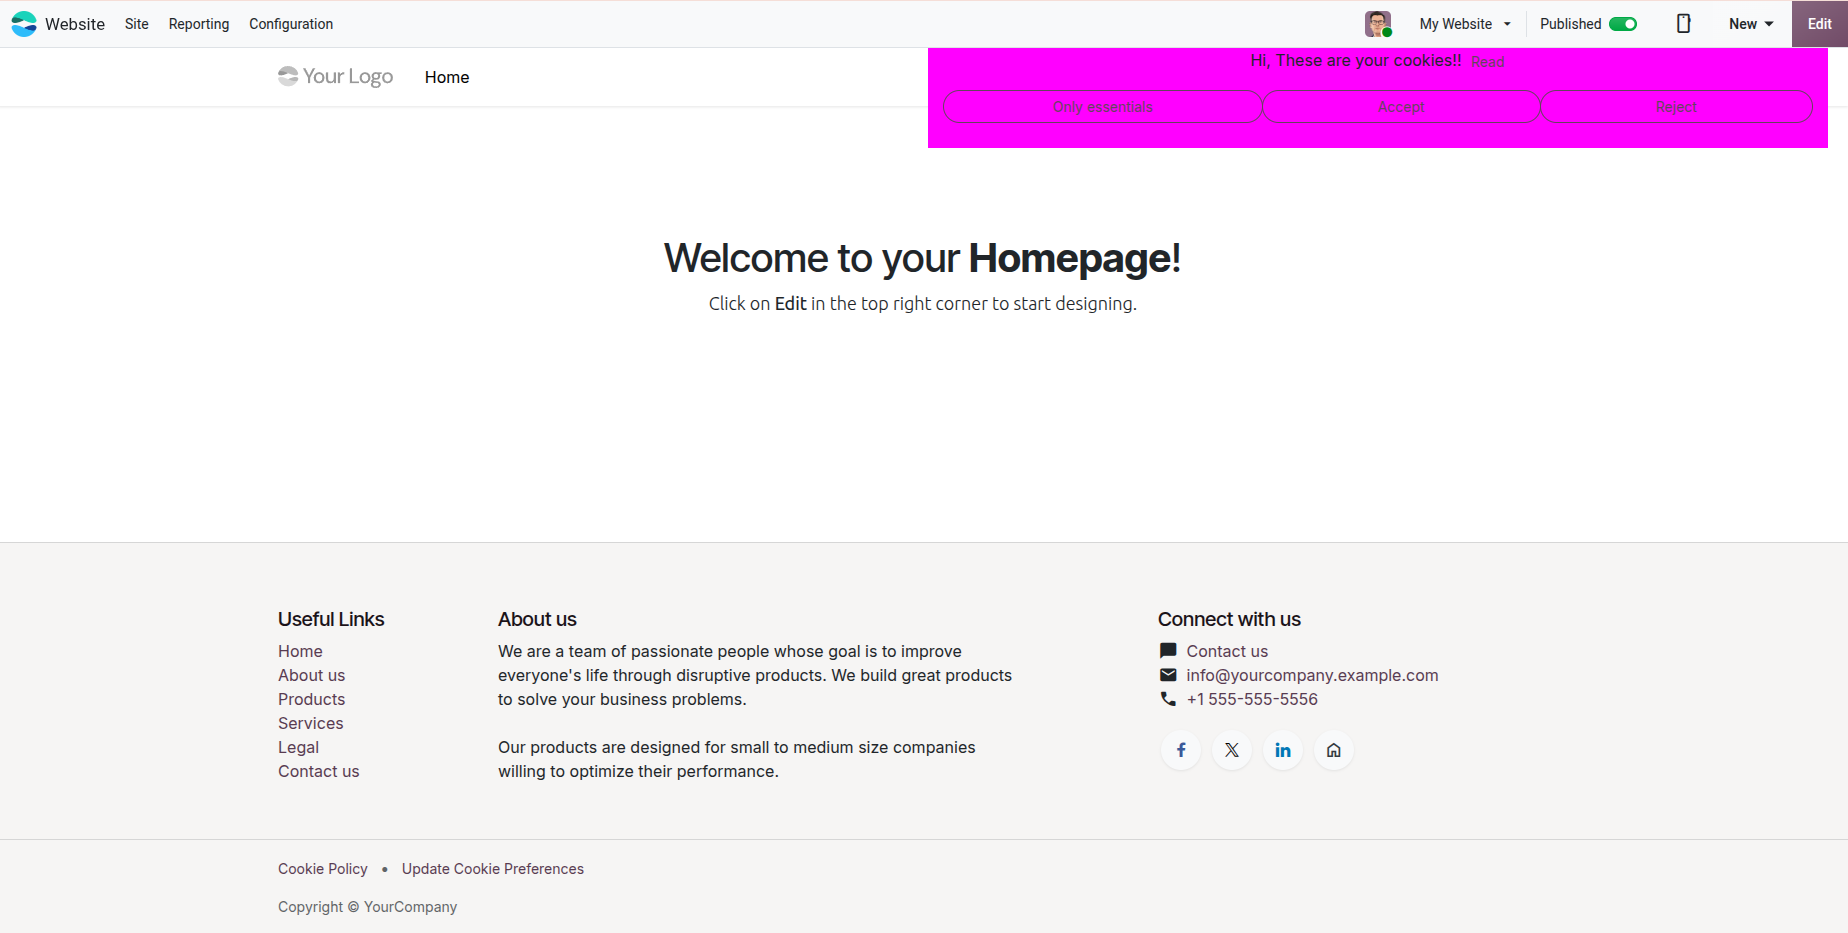 Website Site Reporting Configuration My Website Published New Edit
Your Logo Home
Hi, These are your cookies!! Read
Only essentials Accept Reject
Welcome to your Homepage!
Click on Edit in the top right corner to start designing.
Useful Links
Home
About us
Products
Services
Legal
Contact us
About us
We are a team of passionate people whose goal is to improve
everyone's life through disruptive products. We build great products
to solve your business problems.
Our products are designed for small to medium size companies
willing to optimize their performance.
Connect with us
Contact us
info@yourcompany.example.com
+1 555-555-5556
Cookie Policy • Update Cookie Preferences
Copyright © YourCompany